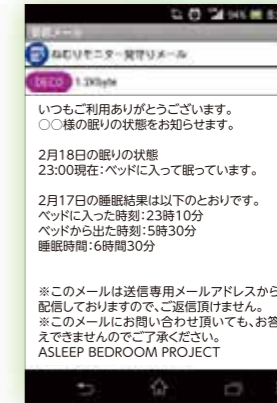 94%
ねむりモニター見守りメール
DECO 1.2Kbyte
いつもご利用ありがとうございます。
○○様の眠りの状態をお知らせします。
2月18日の眠りの状態
23:00現在:ベッドに入って眠っています。
2月17日の睡眠結果は以下のとおりです。
ベッドに入った時刻:23時10分
ベッドから出た時刻:5時30分
睡眠時間:6時間30分
※このメールは送信専用メールアドレスから
配信しておりますので、ご返信頂けません。
※このメールにお問い合わせ頂いても、お答
えできませんのでご了承ください。
ASLEEP BEDROOM PROJECT